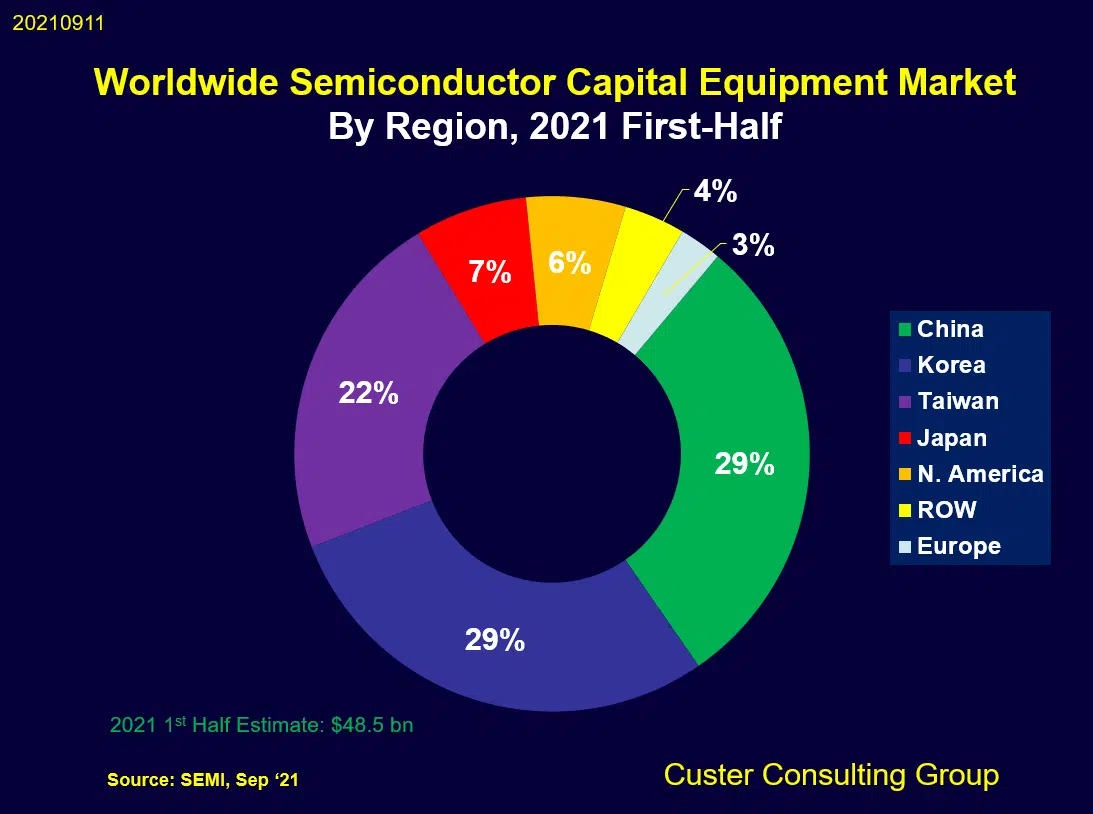 20210911
Worldwide Semiconductor Capital Equipment Market
By Region, 2021 First-Half
4%
3%
7%
6%
22%
29%
29%
China
Korea
Taiwan
Japan
N. America
ROW
Europe
2021 1st Half Estimate: $48.5 bn
Source: SEMI, Sep ‘21
Custer Consulting Group